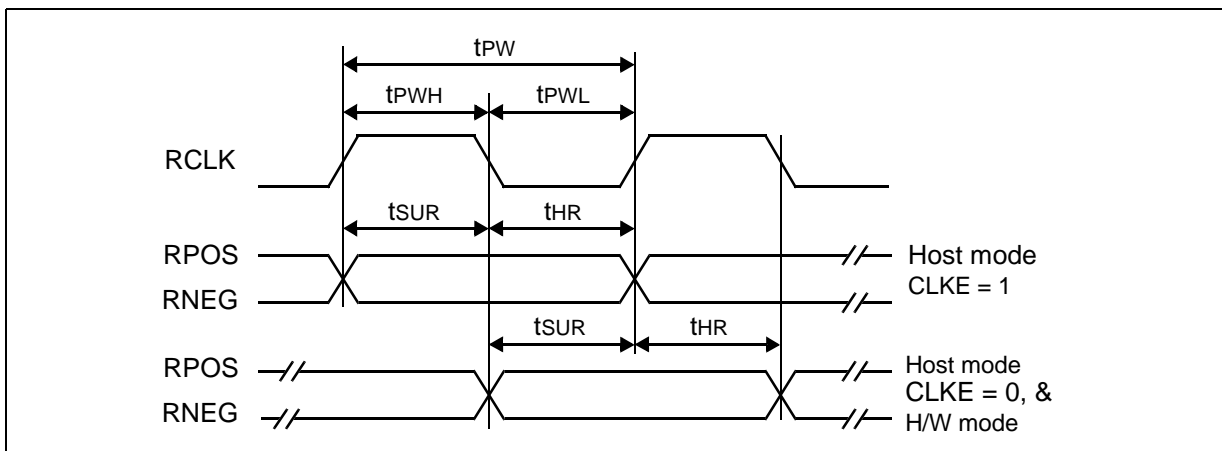 tPW
tPWH tPWL
RCLK
tSUR tHR
RPOS
RNEG
Host mode
CLKE = 1
tSUR tHR
RPOS
RNEG
Host mode
CLKE = 0, &
H/W mode